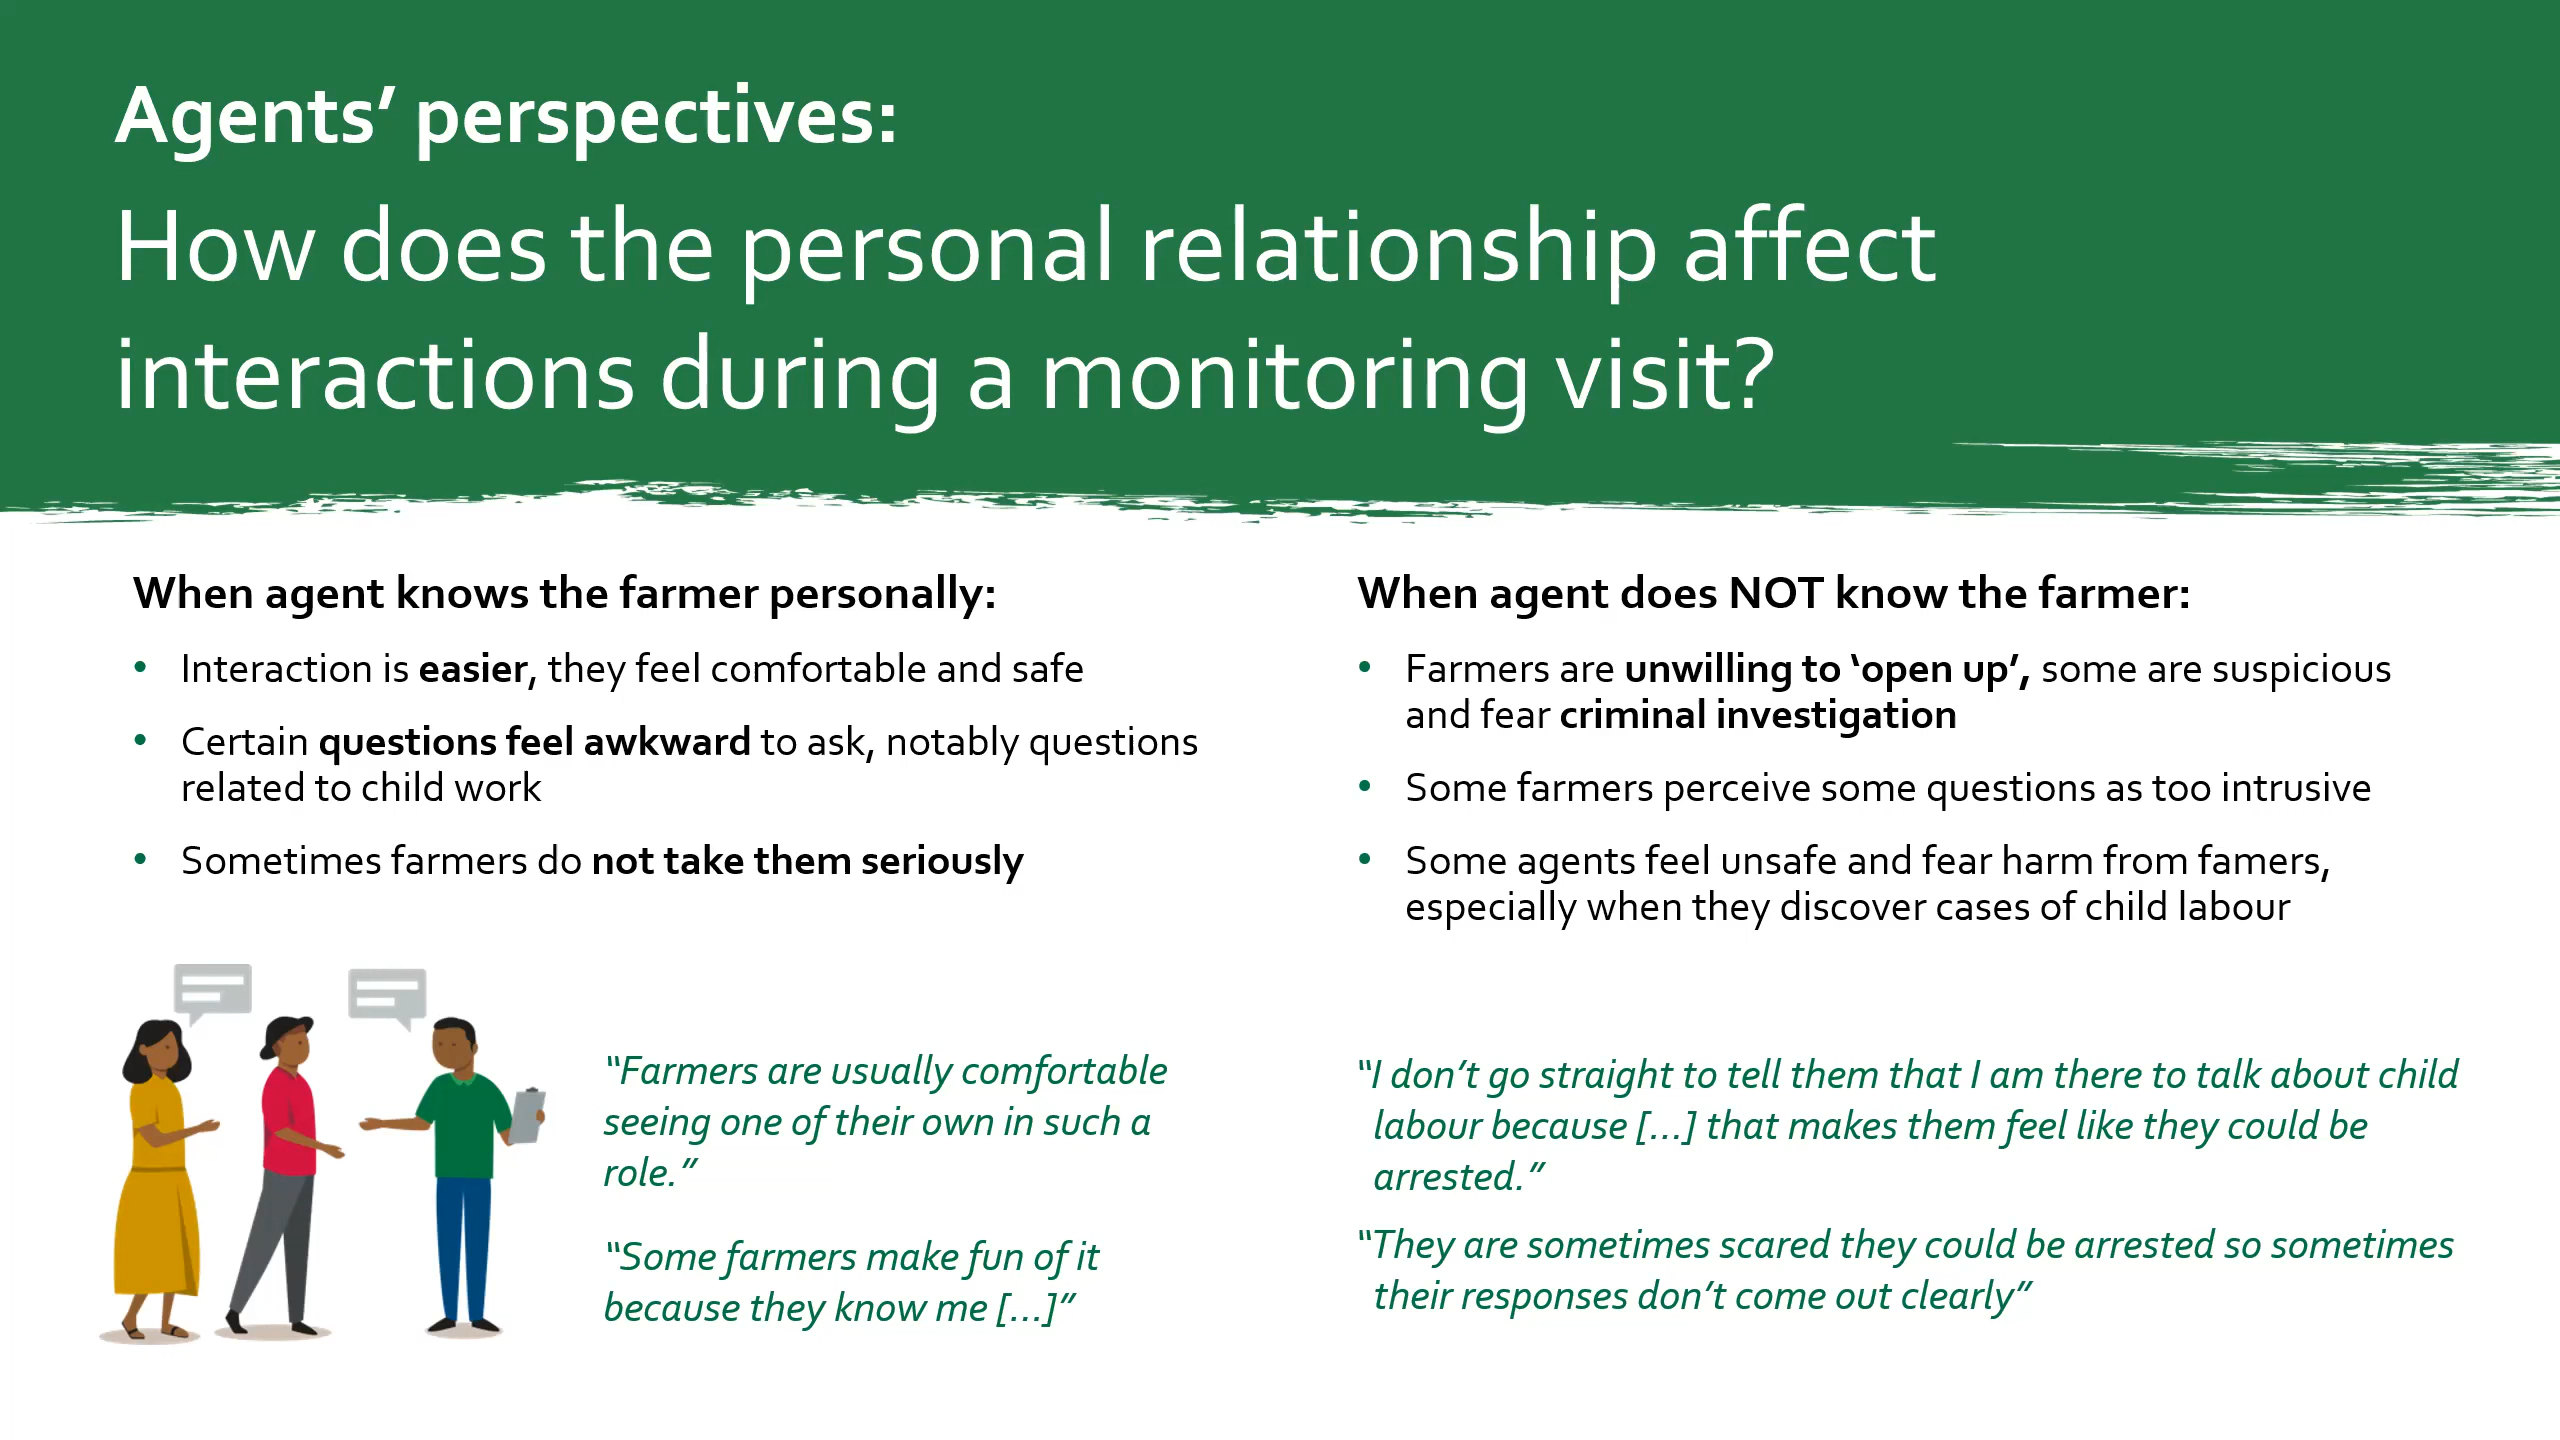 Agents’ perspectives:
How does the personal relationship affect
interactions during a monitoring visit?
When agent knows the farmer personally:
• Interaction is easier, they feel comfortable and safe
• Certain questions feel awkward to ask, notably questions
related to child work
• Sometimes farmers do not take them seriously
“Farmers are usually comfortable
seeing one of their own in such a
role.”
“Some farmers make fun of it
because they know me [...]”
When agent does NOT know the farmer:
• Farmers are unwilling to ‘open up’, some are suspicious
and fear criminal investigation
• Some farmers perceive some questions as too intrusive
• Some agents feel unsafe and fear harm from famers,
especially when they discover cases of child labour
“I don’t go straight to tell them that I am there to talk about child
labour because [...] that makes them feel like they could be
arrested.”
“They are sometimes scared they could be arrested so sometimes
their responses don’t come out clearly”